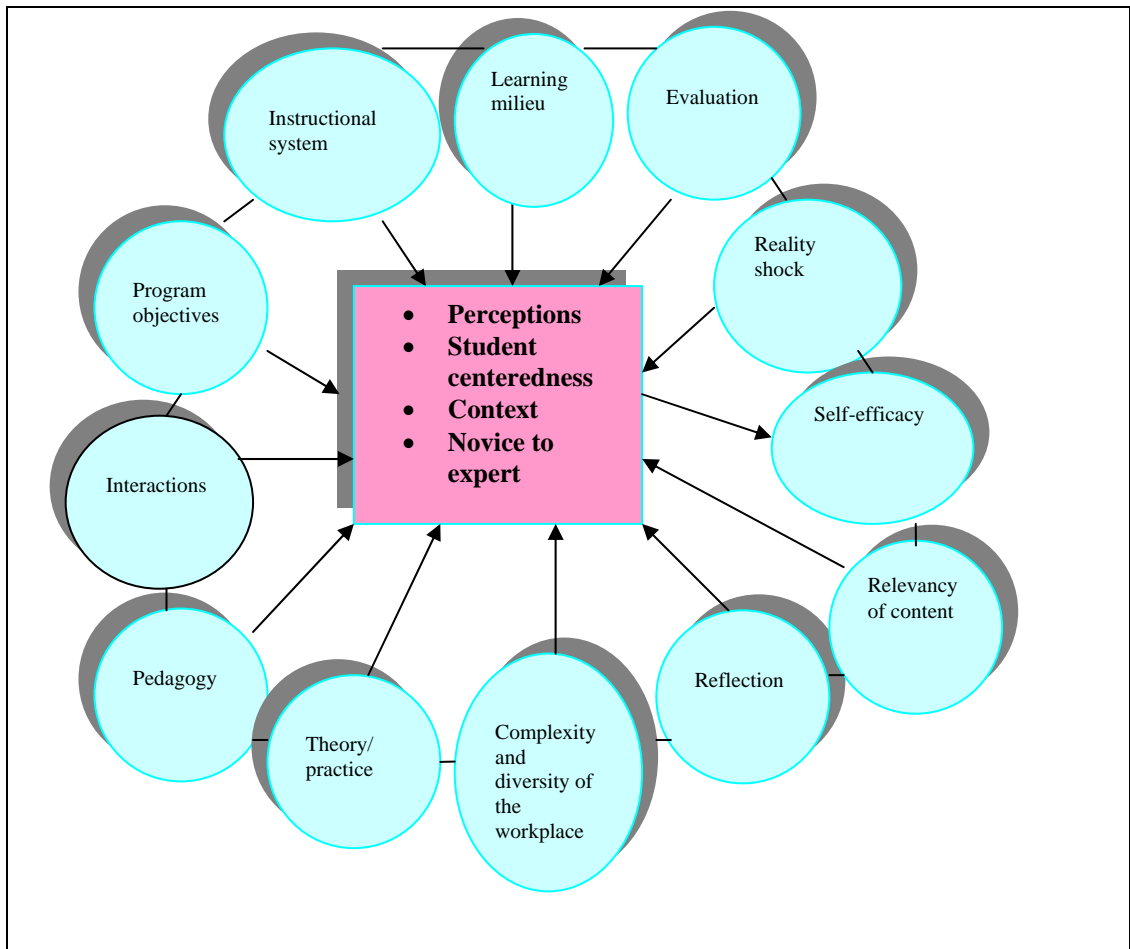 Learning
milieu
Evaluation
Instructional
system
Reality
shock
Program
objectives
• Perceptions
• Student
centeredness
• Context
• Novice to
expert
Self-efficacy
Interactions
Relevancy
of content
Pedagogy
Reflection
Theory/
practice
Complexity
and
diversity of
the
workplace